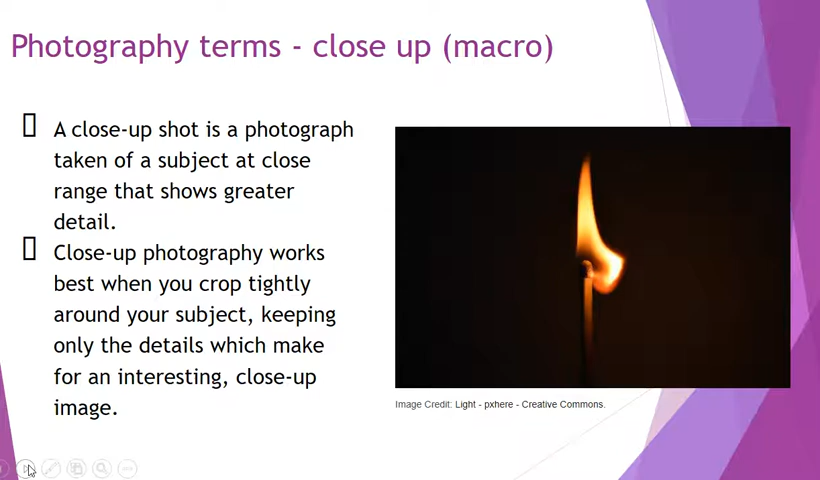 Photography terms - close up (macro)
A close-up shot is a photograph
taken of a subject at close
range that shows greater
detail.
Close-up photography works
best when you crop tightly
around your subject, keeping
only the details which make
for an interesting, close-up
image.
Image Credit: Light - pxhere - Creative Commons.